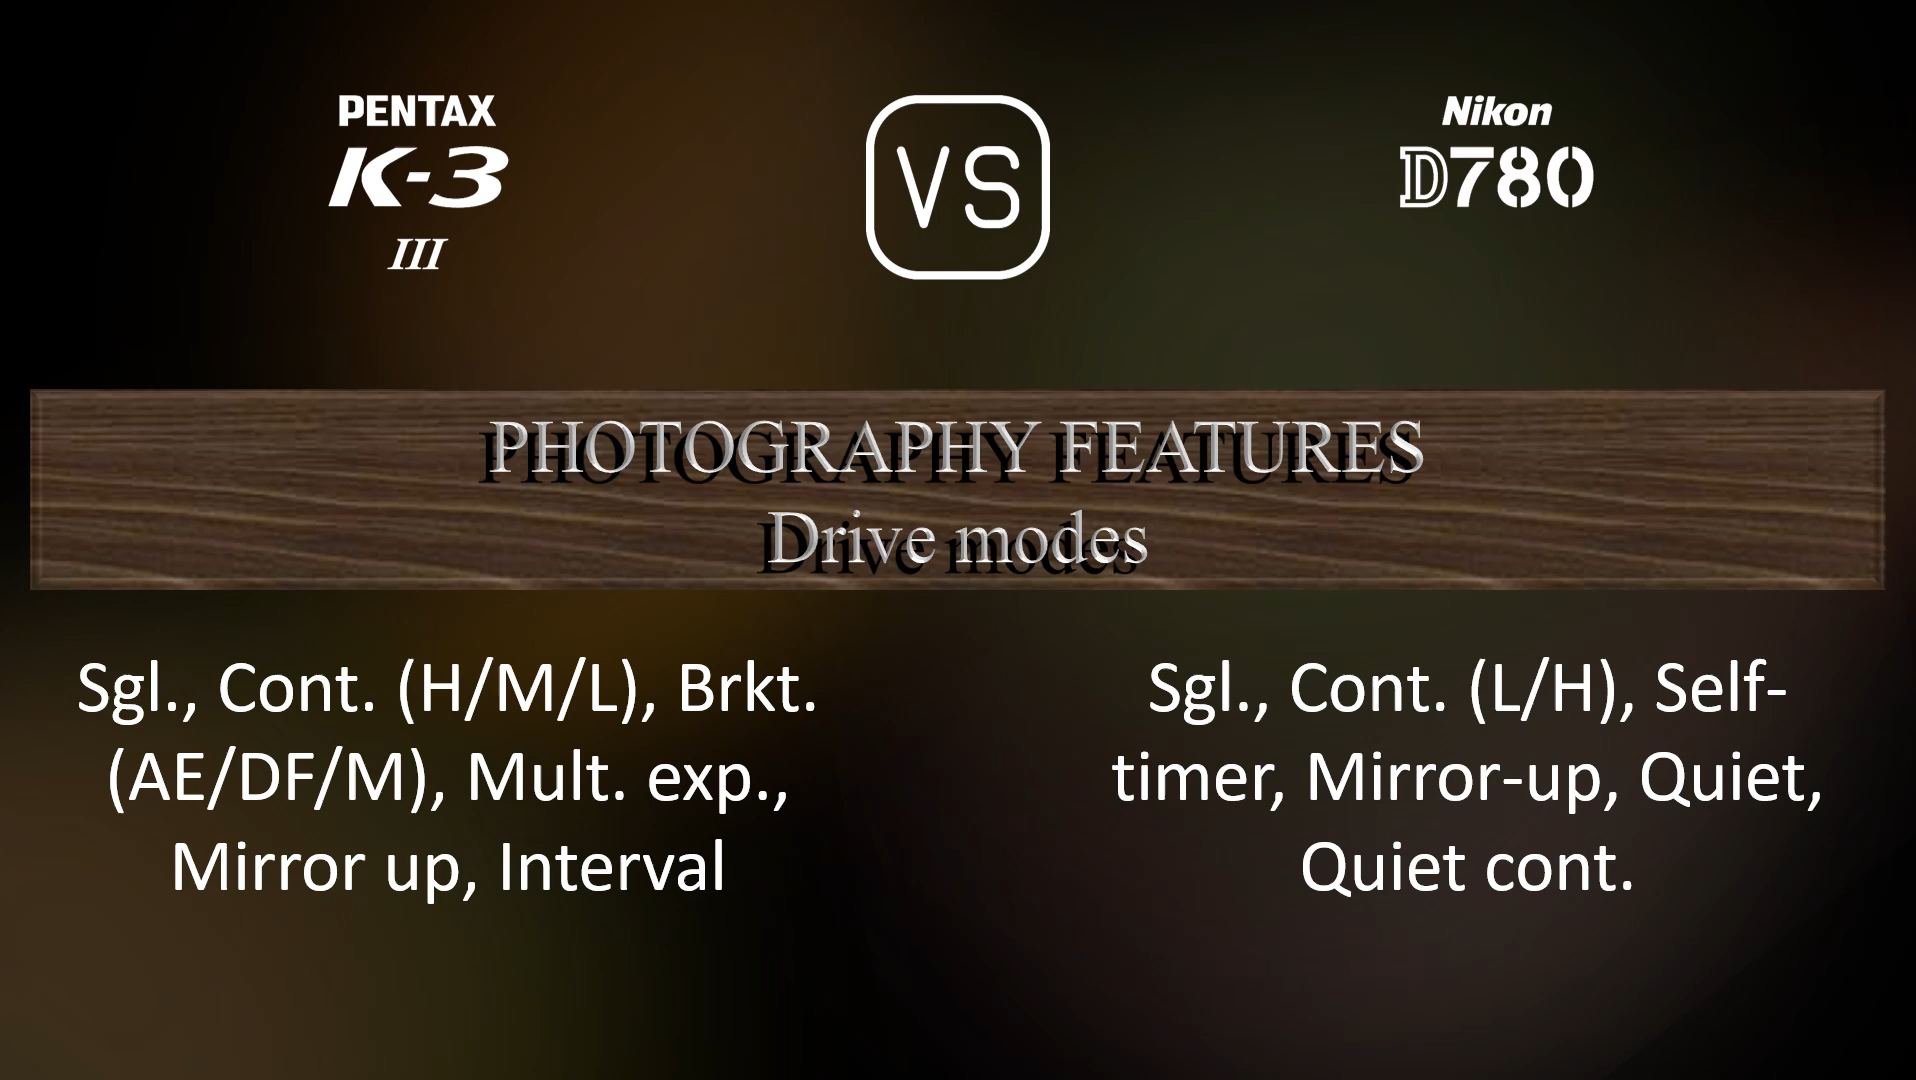 PENTAX
K-3
III
VS
Nikon
D780
PHOTOGRAPHY FEATURES
Drive modes
Sgl., Cont. (H/M/L), Brkt.
(AE/DF/M), Mult. exp.,
Mirror up, Interval
Sgl., Cont. (L/H), Self-
timer, Mirror-up, Quiet,
Quiet cont.